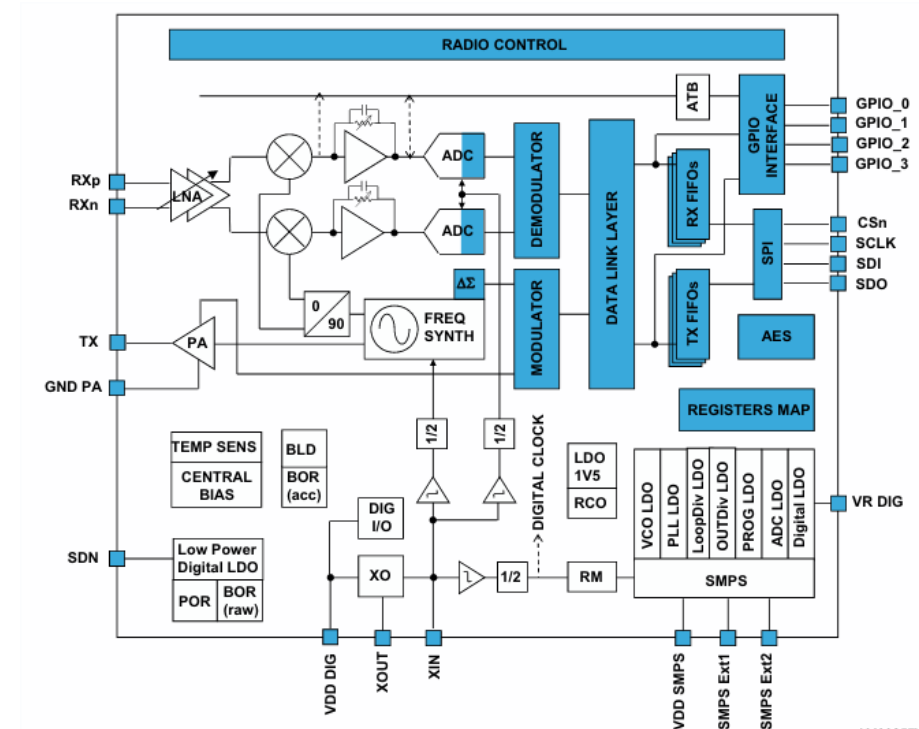 RADIO CONTROL
ATB
GPIO
INTERFACE
GPIO_0
GPIO_1
GPIO_2
GPIO_3
RXp
RXn
LNA
ADC
ADC
DEMODULATOR
DATA LINK LAYER
RX FIFOs
SPI
CSn
SCLK
SDI
SDO
ΔΣ
0
90
FREQ
SYNTH
MODULATOR
TX FIFOs
AES
TX
PA
GND PA
REGISTERS MAP
1/2
1/2
TEMP SENS
CENTRAL
BIAS
BLD
BOR
(acc)
DIG
I/O
DIGITAL CLOCK
LDO
1V5
RCO
VCO LDO
PLL LDO
LoopDiv LDO
OUTDiv LDO
PROG LDO
ADC LDO
Digital LDO
VR DIG
SDN
Low Power
Digital LDO
POR
BOR
(raw)
XO
1/2
RM
SMPS
VDD DIG
XOUT
XIN
VDD SMPS
SMPS Ext1
SMPS Ext2